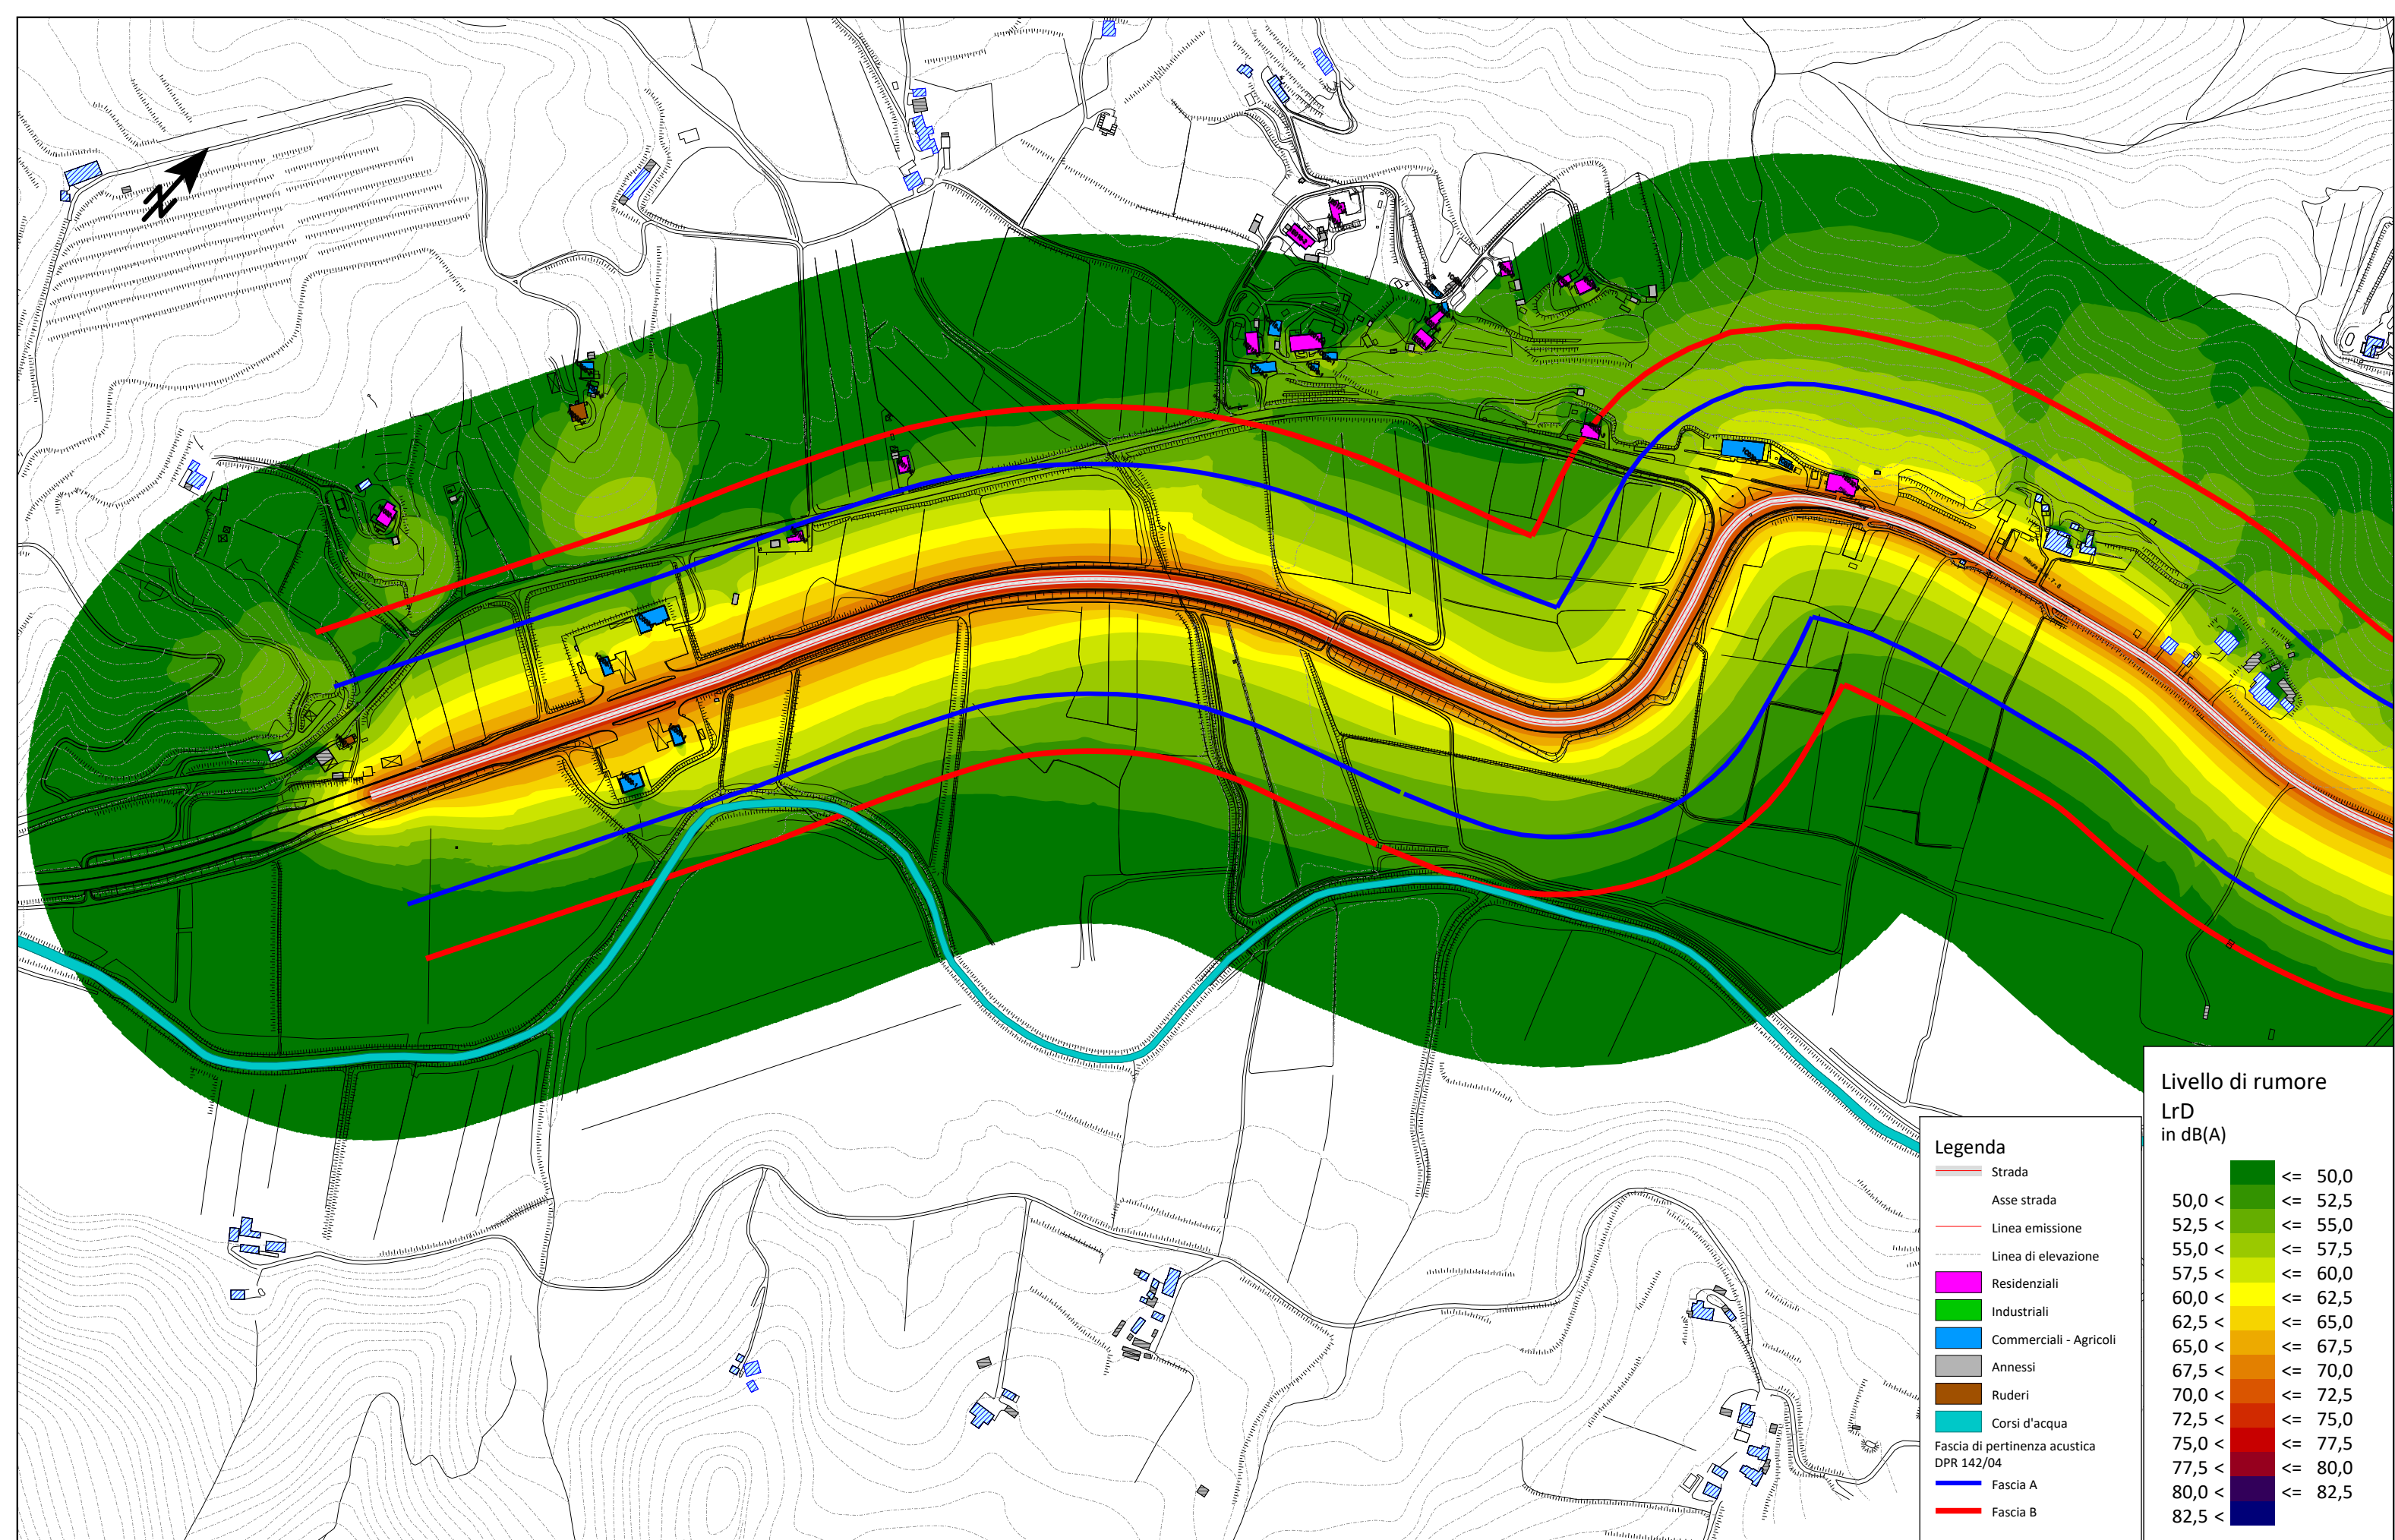 Z
Livello di rumore
LrD
in dB(A)
<= 50,0
50,0 < <= 52,5
52,5 < <= 55,0
55,0 < <= 57,5
57,5 < <= 60,0
60,0 < <= 62,5
62,5 < <= 65,0
65,0 < <= 67,5
67,5 < <= 70,0
70,0 < <= 72,5
72,5 < <= 75,0
75,0 < <= 77,5
77,5 < <= 80,0
80,0 < <= 82,5
82,5 <
Legenda
Strada
Asse strada
Linea emissione
Linea di elevazione
Residenziali
Industriali
Commerciali - Agricoli
Annessi
Ruderi
Corsi d'acqua
Fascia di pertinenza acustica
DPR 142/04
Fascia A
Fascia B